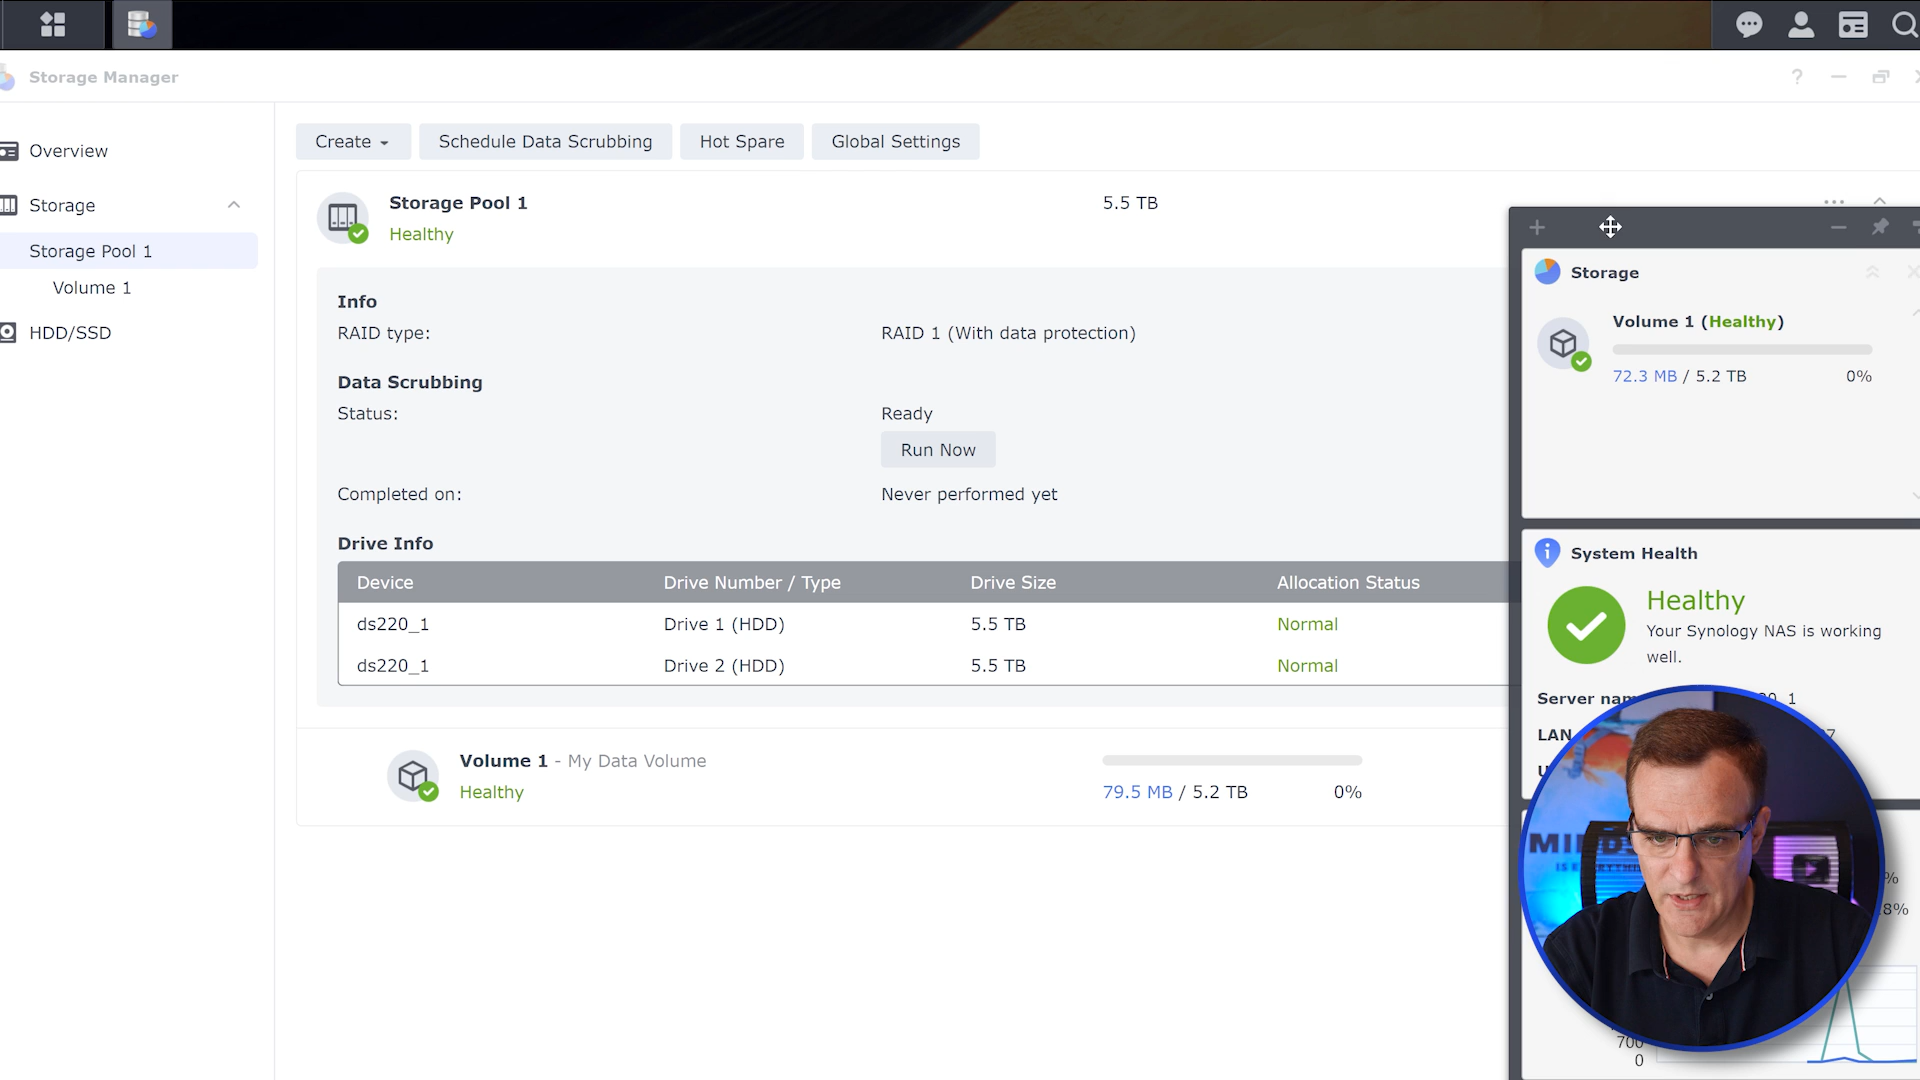 Storage Manager
?
Overview
Storage
Storage Pool 1
Volume 1
HDD/SSD
Create
Schedule Data Scrubbing
Hot Spare
Global Settings
Storage Pool 1
5.5 TB
Healthy
Info
RAID type:
RAID 1 (With data protection)
Data Scrubbing
Status:
Ready
Run Now
Completed on:
Never performed yet
Drive Info
Device Drive Number / Type Drive Size Allocation Status
ds220_1 Drive 1 (HDD) 5.5 TB Normal
ds220_1 Drive 2 (HDD) 5.5 TB Normal
Volume 1 - My Data Volume
Healthy
79.5 MB / 5.2 TB 0%
Storage
Volume 1 (Healthy)
72.3 MB / 5.2 TB 0%
System Health
Healthy
Your Synology NAS is working
well.
Server
LAN
700
0